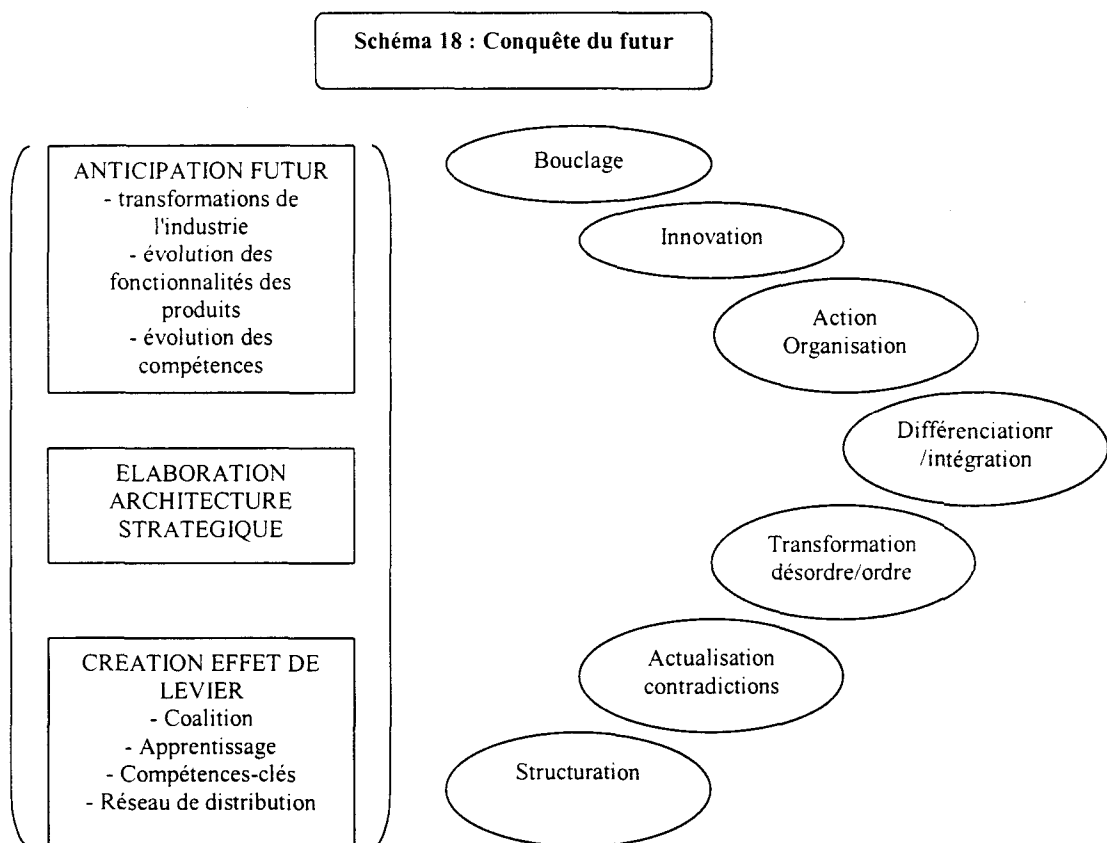 Schéma 18 : Conquête du futur
ANTICIPATION FUTUR
- transformations de
l'industrie
- évolution des
fonctionnalités des
produits
- évolution des
compétences
ELABORATION
ARCHITECTURE
STRATEGIQUE
CREATION EFFET DE
LEVIER
- Coalition
- Apprentissage
- Compétences-clés
- Réseau de distribution
Bouclage
Innovation
Action
Organisation
Différenciationr
/intégration
Transformation
désordre/ordre
Actualisation
contradictions
Structuration